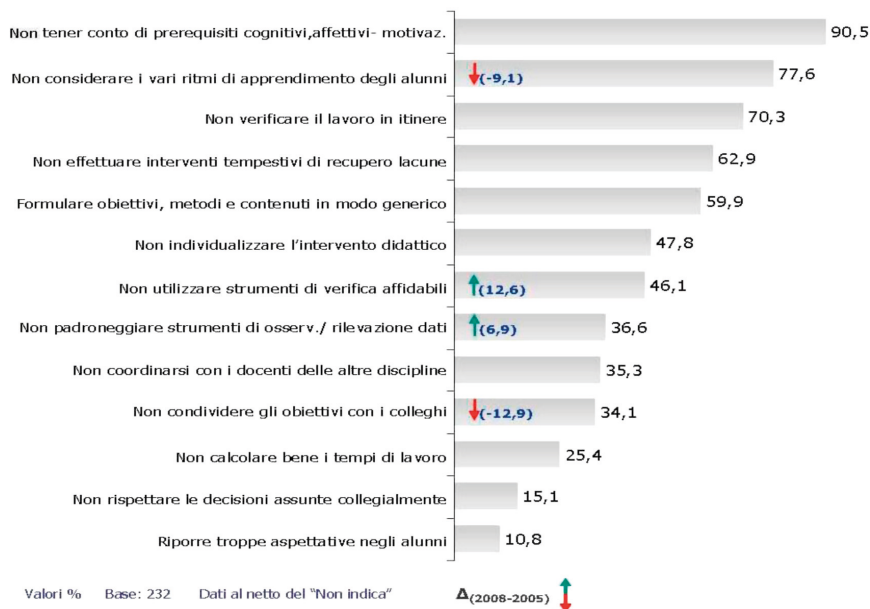 Non tener conto di prerequisiti cognitivi,affettivi- motivaz. 90,5
Non considerare i vari ritmi di apprendimento degli alunni (-9,1) 77,6
Non verificare il lavoro in itinere 70,3
Non effettuare interventi tempestivi di recupero lacune 62,9
Formulare obiettivi, metodi e contenuti in modo generico 59,9
Non individualizzare l'intervento didattico 47,8
Non utilizzare strumenti di verifica affidabili (12,6) 46,1
Non padroneggiare strumenti di osserv./ rilevazione dati (6,9) 36,6
Non coordinarsi con i docenti delle altre discipline 35,3
Non condividere gli obiettivi con i colleghi (-12,9) 34,1
Non calcolare bene i tempi di lavoro 25,4
Non rispettare le decisioni assunte collegialmente 15,1
Riporre troppe aspettative negli alunni 10,8
Valori % Base: 232 Dati al netto del "Non indica" Δ(2008-2005)